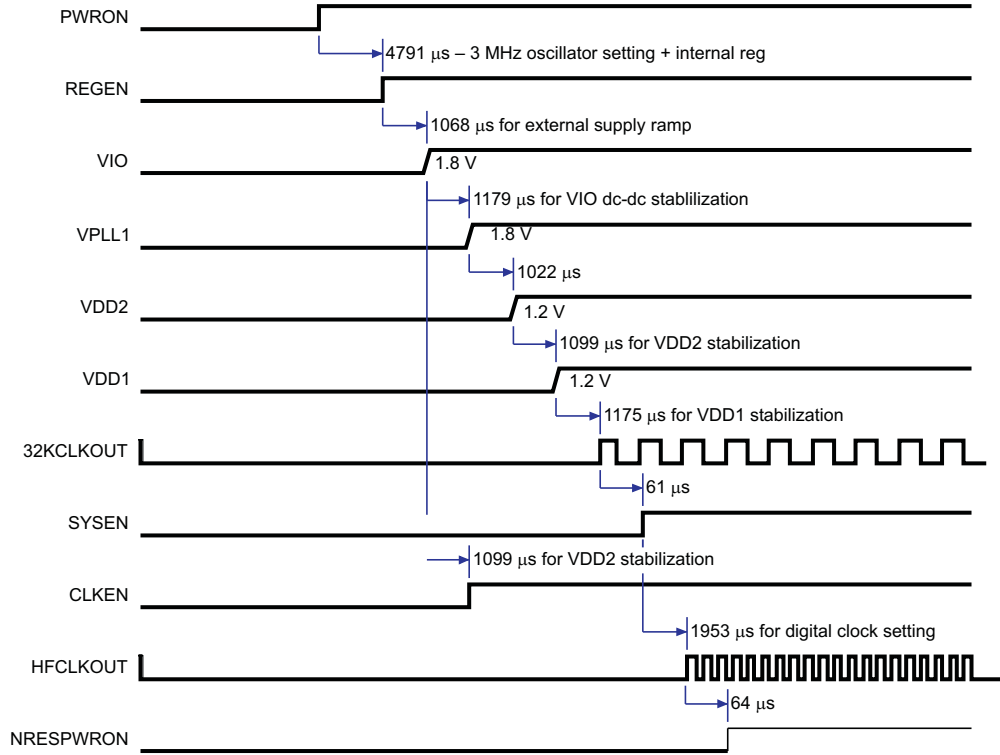 PWRON
4791 μs – 3 MHz oscillator setting + internal reg
REGEN
1068 μs for external supply ramp
VIO
1.8 V
1179 μs for VIO dc-dc stablilization
VPLL1
1.8 V
1022 μs
VDD2
1.2 V
1099 μs for VDD2 stabilization
VDD1
1.2 V
1175 μs for VDD1 stabilization
32KCLKOUT
61 μs
SYSEN
1099 μs for VDD2 stabilization
CLKEN
1953 μs for digital clock setting
HFCLKOUT
64 μs
NRESPWRON